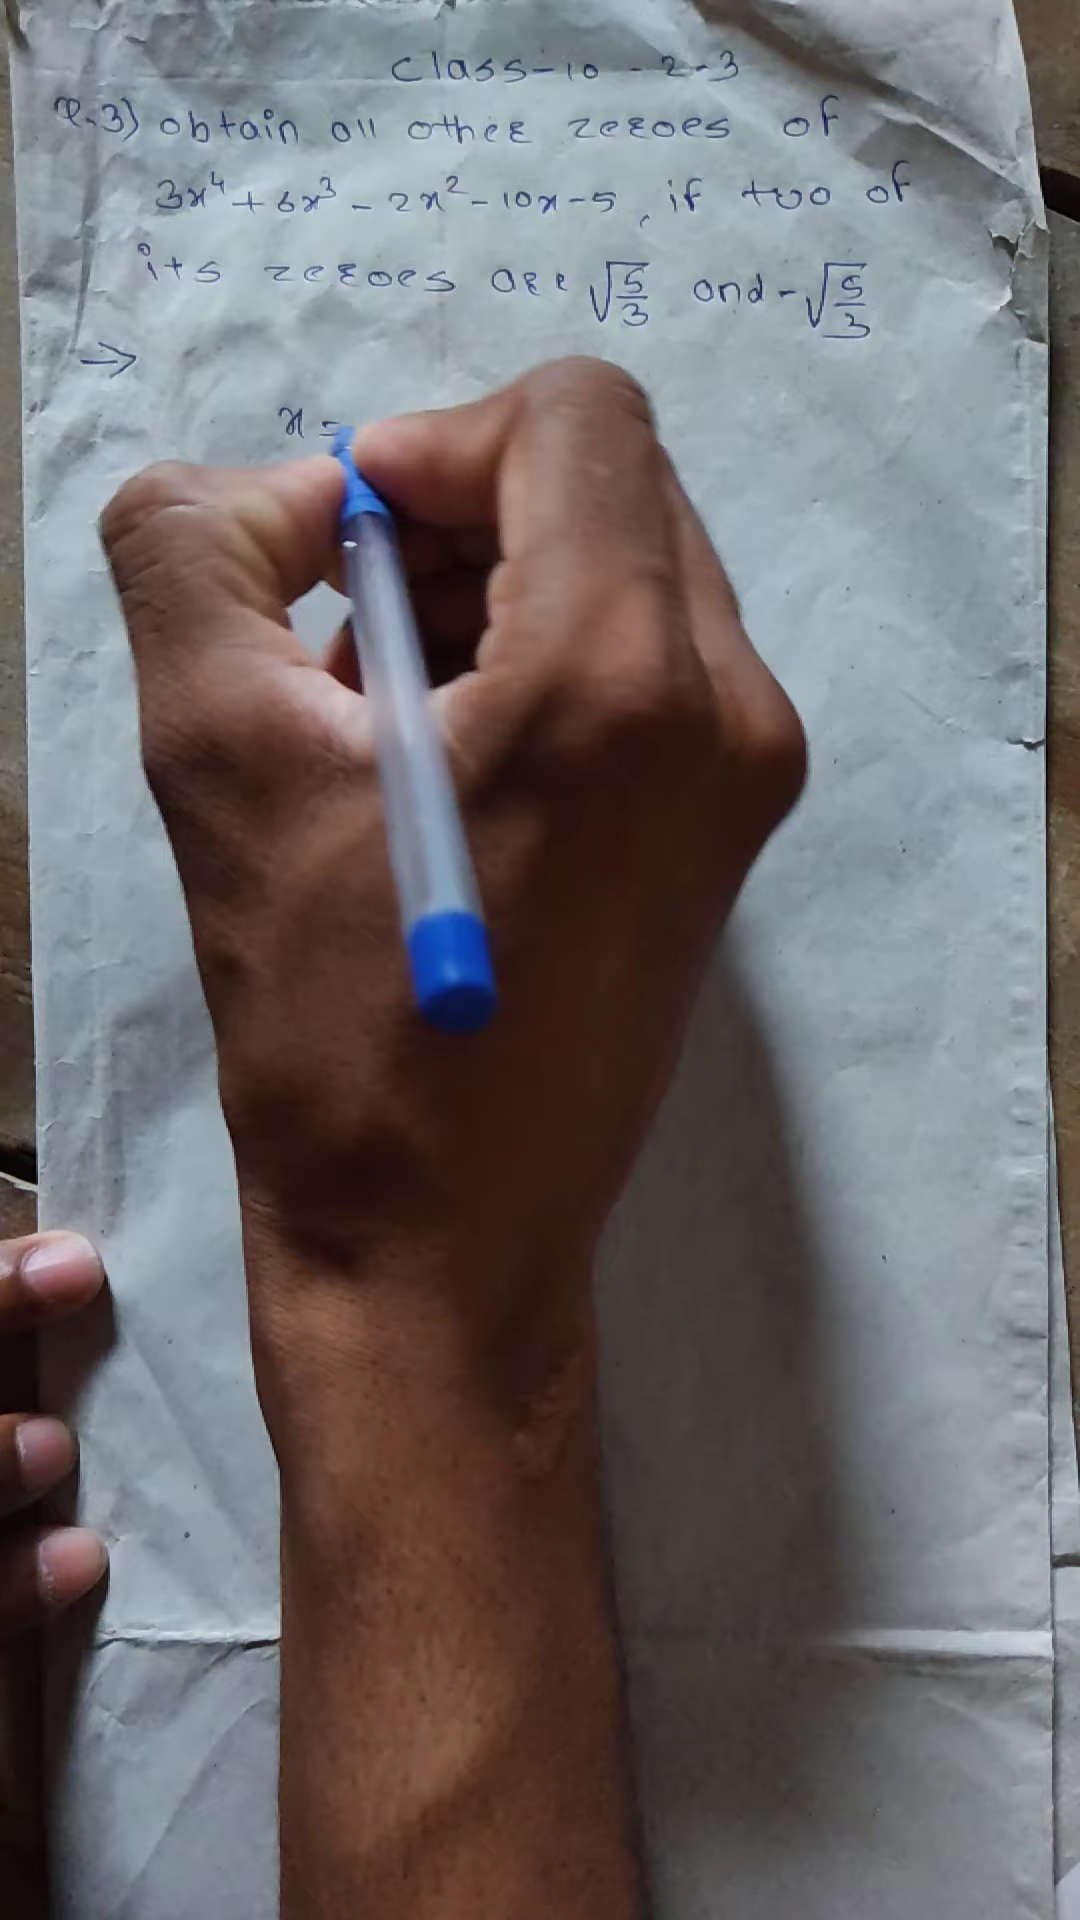 class-10 - 2.3
Q.3) obtain all other zeroes of
3x⁴ + 6x³ - 2x² - 10x - 5, if two of
its zeroes are √5/3 and -√5/3
→
x =